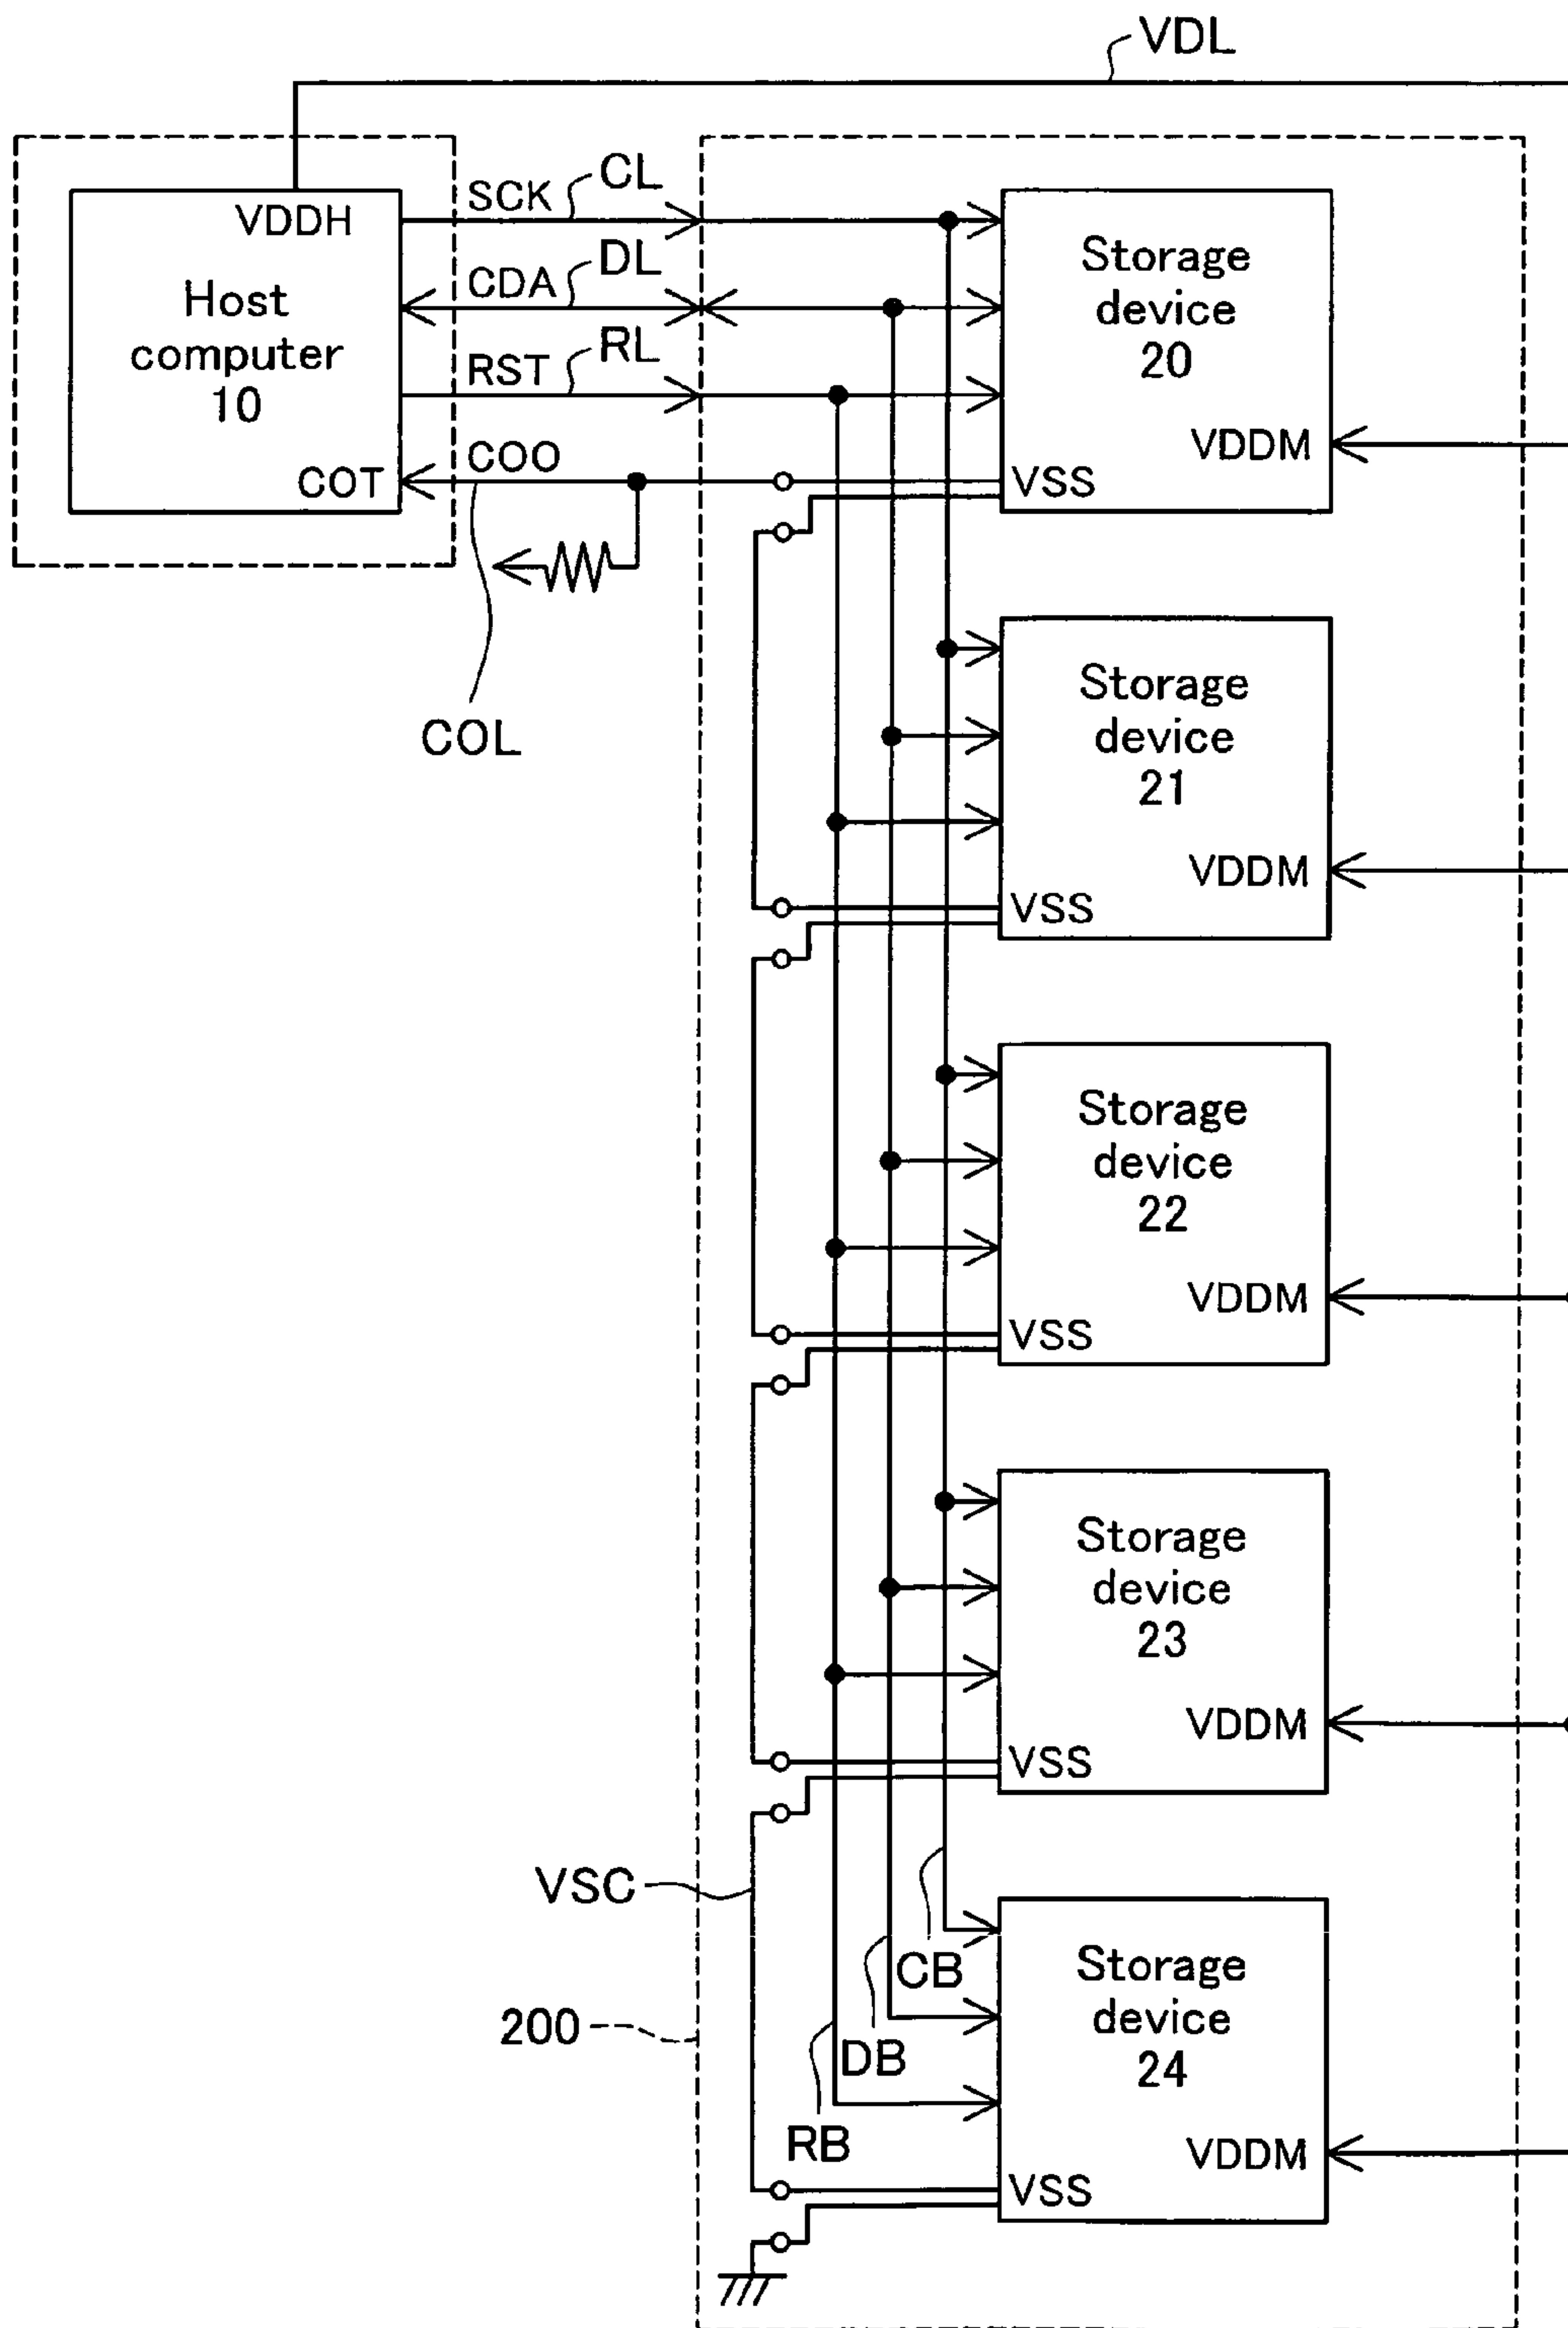 VDL
SCK
CL
VDDH
CDA
DL
Host
computer
10
RST
RL
COO
COT
COL
Storage
device
20
VDDM
VSS
Storage
device
21
VDDM
VSS
Storage
device
22
VDDM
VSS
Storage
device
23
VDDM
VSS
VSC
CB
200
DB
RB
Storage
device
24
VDDM
VSS